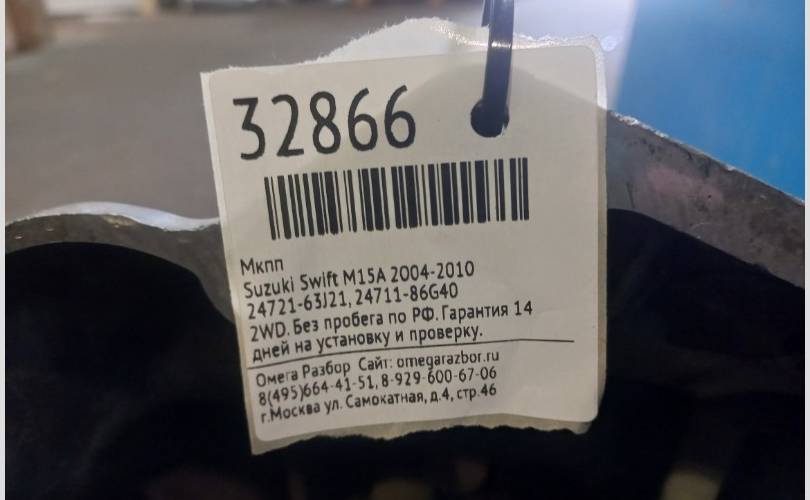 32866
Мкпп
Suzuki Swift M15A 2004-2010
24721-63J21, 24711-86G40
2WD. Без пробега по РФ. Гарантия 14
дней на установку и проверку.
Омега Разбор Сайт: omegarazbor.ru
8(495)664-41-51, 8-929-600-67-06
г.Москва ул. Самокатная, д.4, стр.46